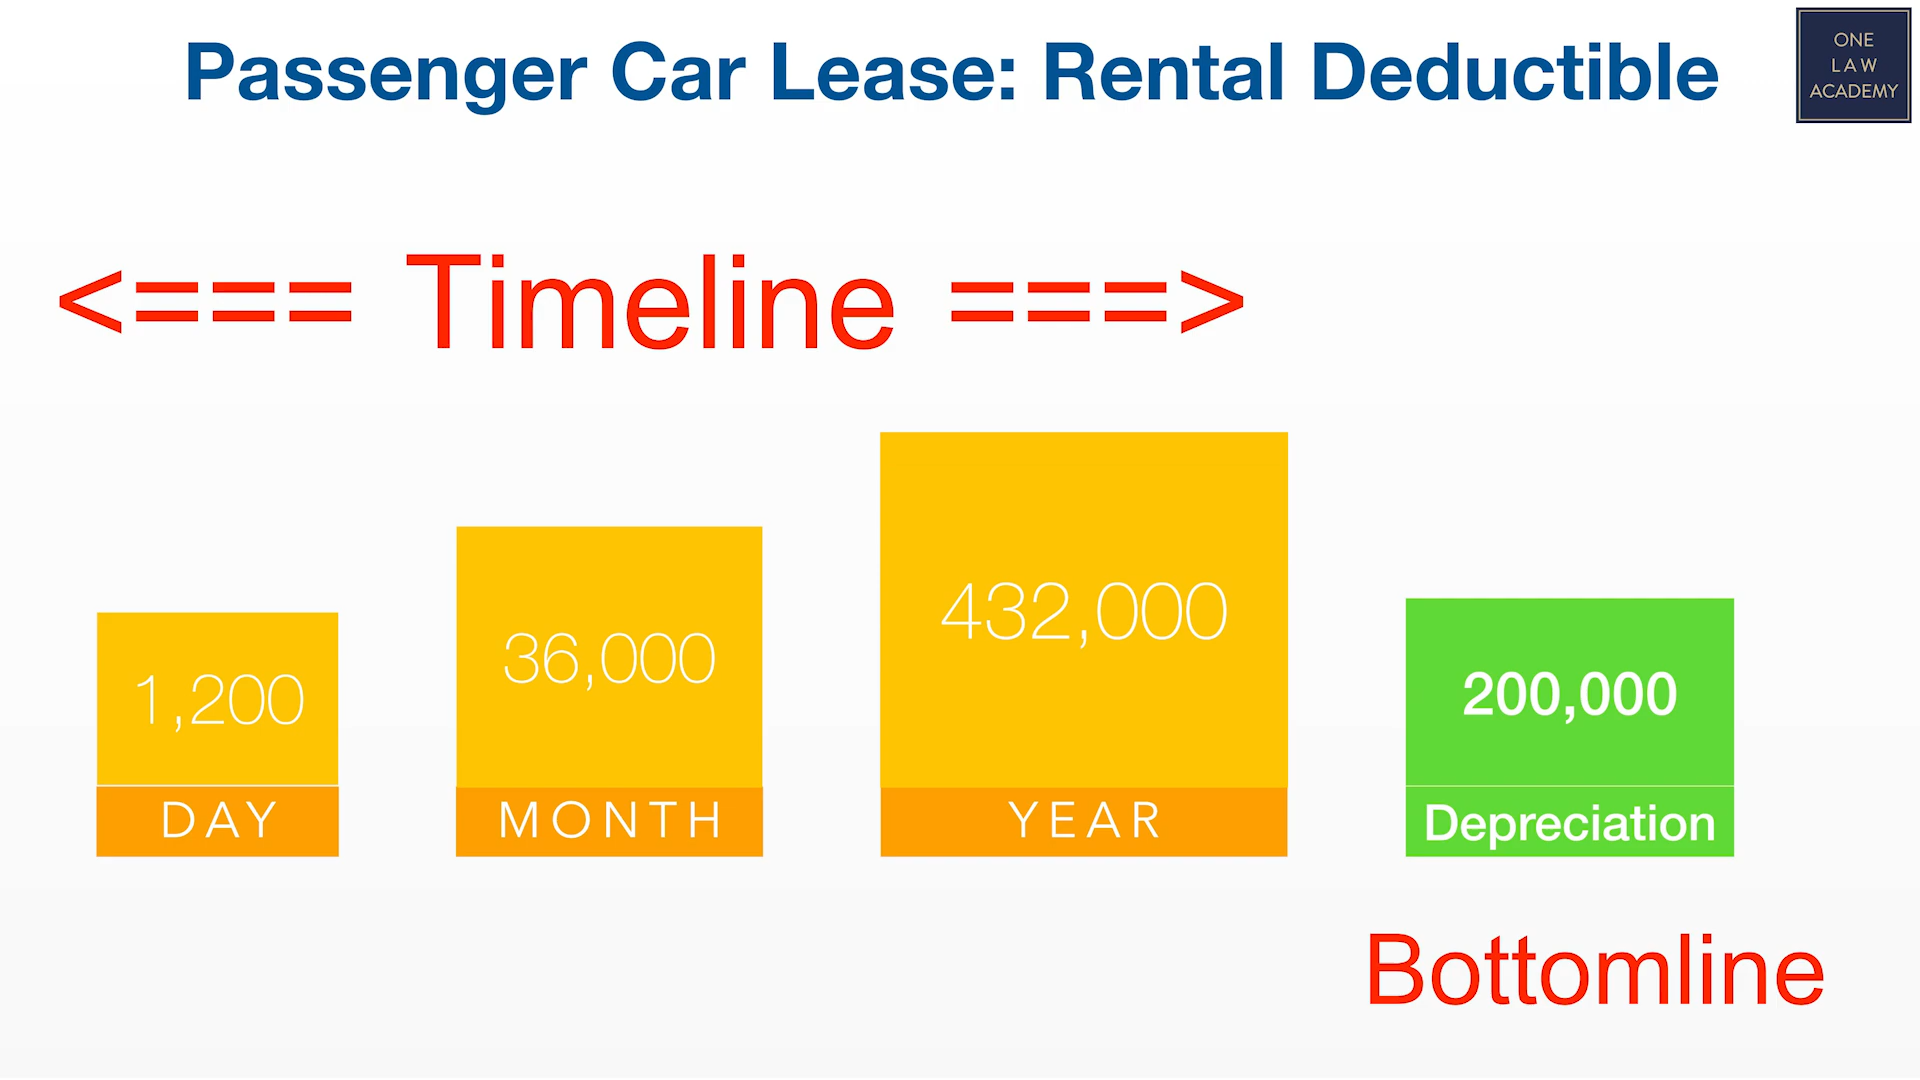 Passenger Car Lease: Rental Deductible
ONE
LAW
ACADEMY
<=== Timeline ===>
1,200
DAY
36,000
MONTH
432,000
YEAR
200,000
Depreciation
Bottomline